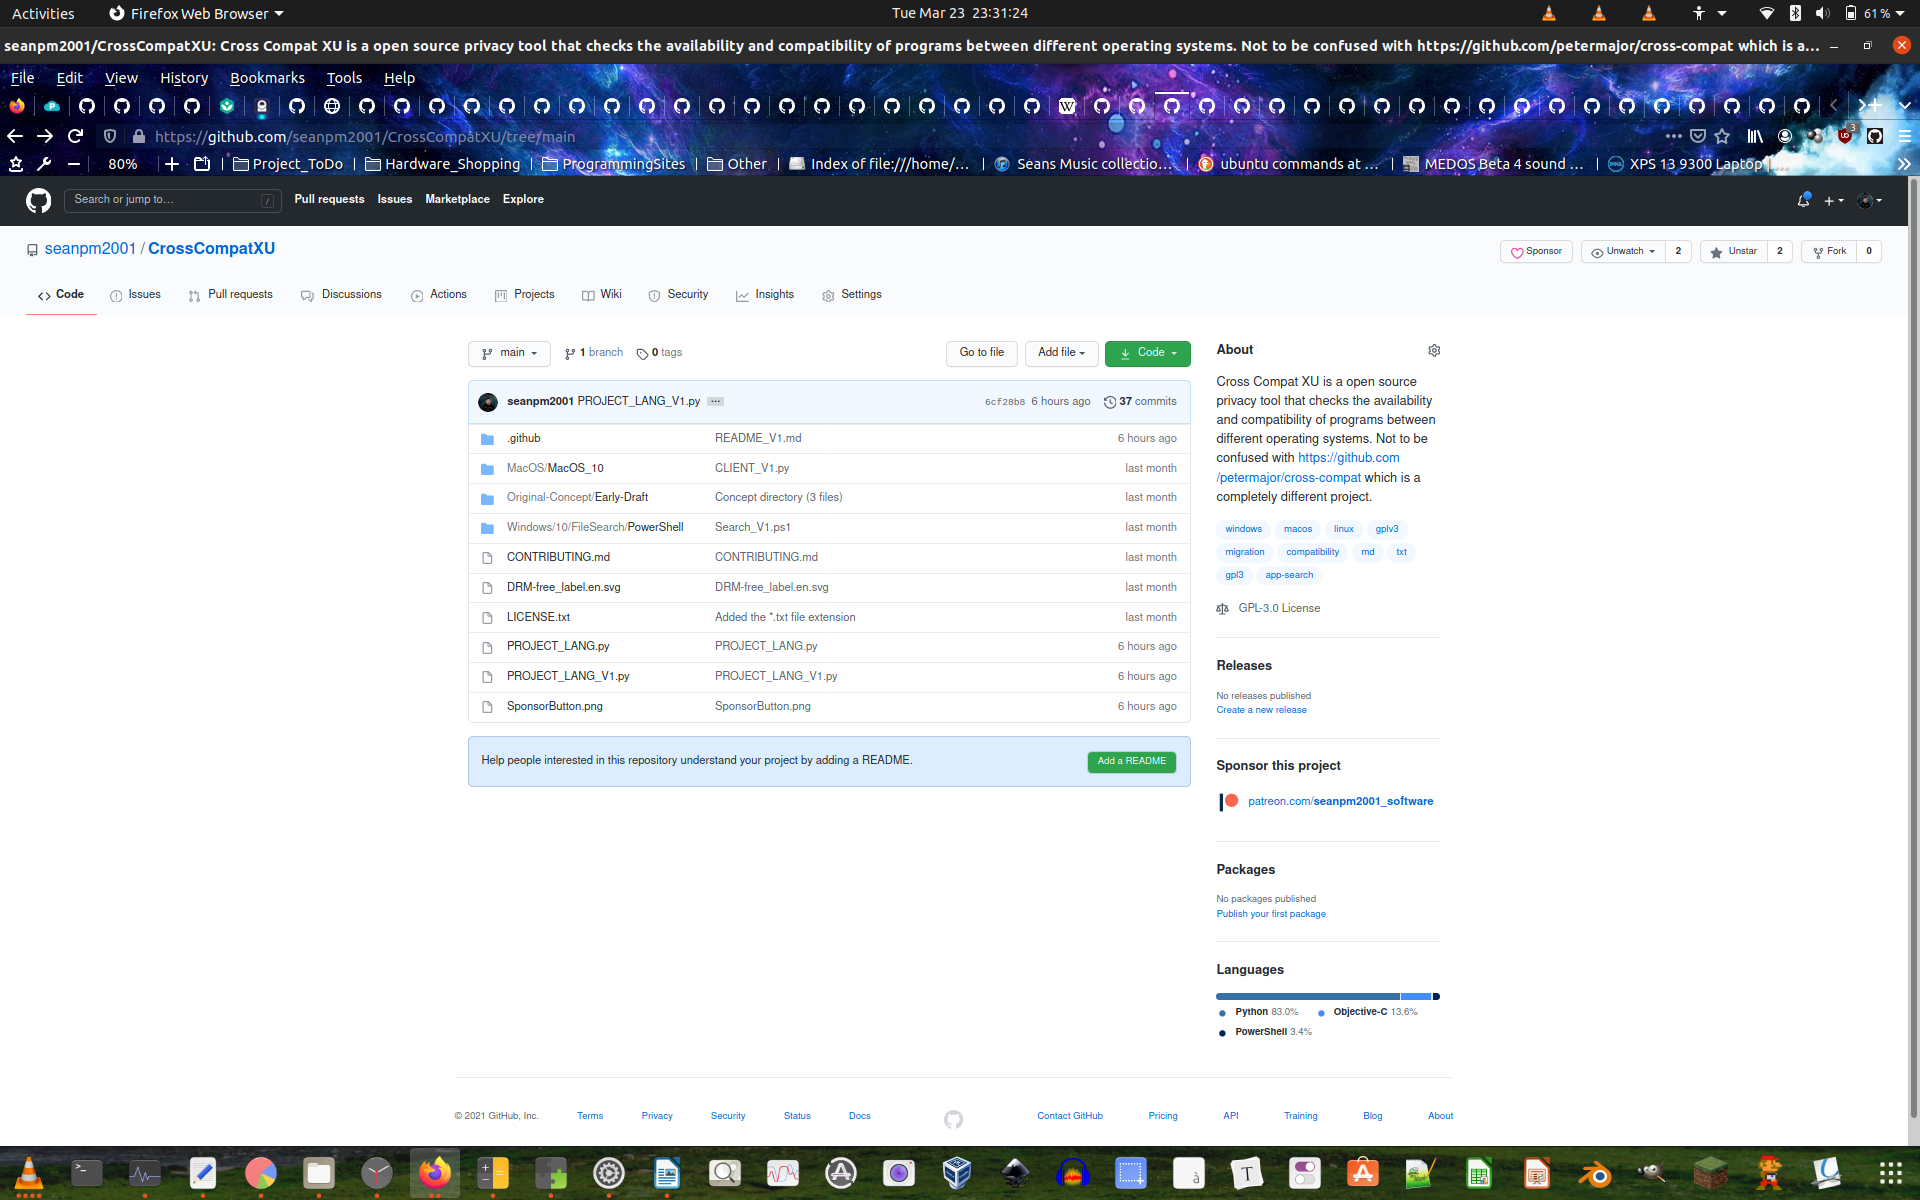 Activities Firefox Web Browser Tue Mar 23 23:31:24 61 %
seanpm2001/CrossCompatXU: Cross Compat XU is a open source privacy tool that checks the availability and compatibility of programs between different operating systems. Not to be confused with https://github.com/petermajor/cross-compat which is a...
File Edit View History Bookmarks Tools Help
https://github.com/seanpm2001/CrossCompatXU/tree/main 3
80% Project_ToDo Hardware_Shopping ProgrammingSites Other Index of file:///home/... Seans Music collectio... ubuntu commands at ... MEDOS Beta 4 sound ... XPS 13 9300 Laptop
Search or jump to... / Pull requests Issues Marketplace Explore
seanpm2001 / CrossCompatXU
Sponsor Unwatch 2 Unstar 2 Fork 0
Code Issues Pull requests Discussions Actions Projects Wiki Security Insights Settings
main 1 branch 0 tags Go to file Add file Code
seanpm2001 PROJECT_LANG_V1.py ... 6cf28b8 6 hours ago 37 commits
.github README_V1.md 6 hours ago
MacOS/MacOS_10 CLIENT_V1.py last month
Original-Concept/Early-Draft Concept directory (3 files) last month
Windows/10/FileSearch/PowerShell Search_V1.ps1 last month
CONTRIBUTING.md CONTRIBUTING.md last month
DRM-free_label.en.svg DRM-free_label.en.svg last month
LICENSE.txt Added the *.txt file extension last month
PROJECT_LANG.py PROJECT_LANG.py 6 hours ago
PROJECT_LANG_V1.py PROJECT_LANG_V1.py 6 hours ago
SponsorButton.png SponsorButton.png 6 hours ago
Help people interested in this repository understand your project by adding a README. Add a README
About
Cross Compat XU is a open source
privacy tool that checks the availability
and compatibility of programs between
different operating systems. Not to be
confused with https://github.com
/petermajor/cross-compat which is a
completely different project.
windows macos linux gplv3
migration compatibility md txt
gpl3 app-search
GPL-3.0 License
Releases
No releases published
Create a new release
Sponsor this project
patreon.com/seanpm2001_software
Packages
No packages published
Publish your first package
Languages
Python 83.0% Objective-C 13.6%
PowerShell 3.4%
© 2021 GitHub, Inc. Terms Privacy Security Status Docs Contact GitHub Pricing API Training Blog About